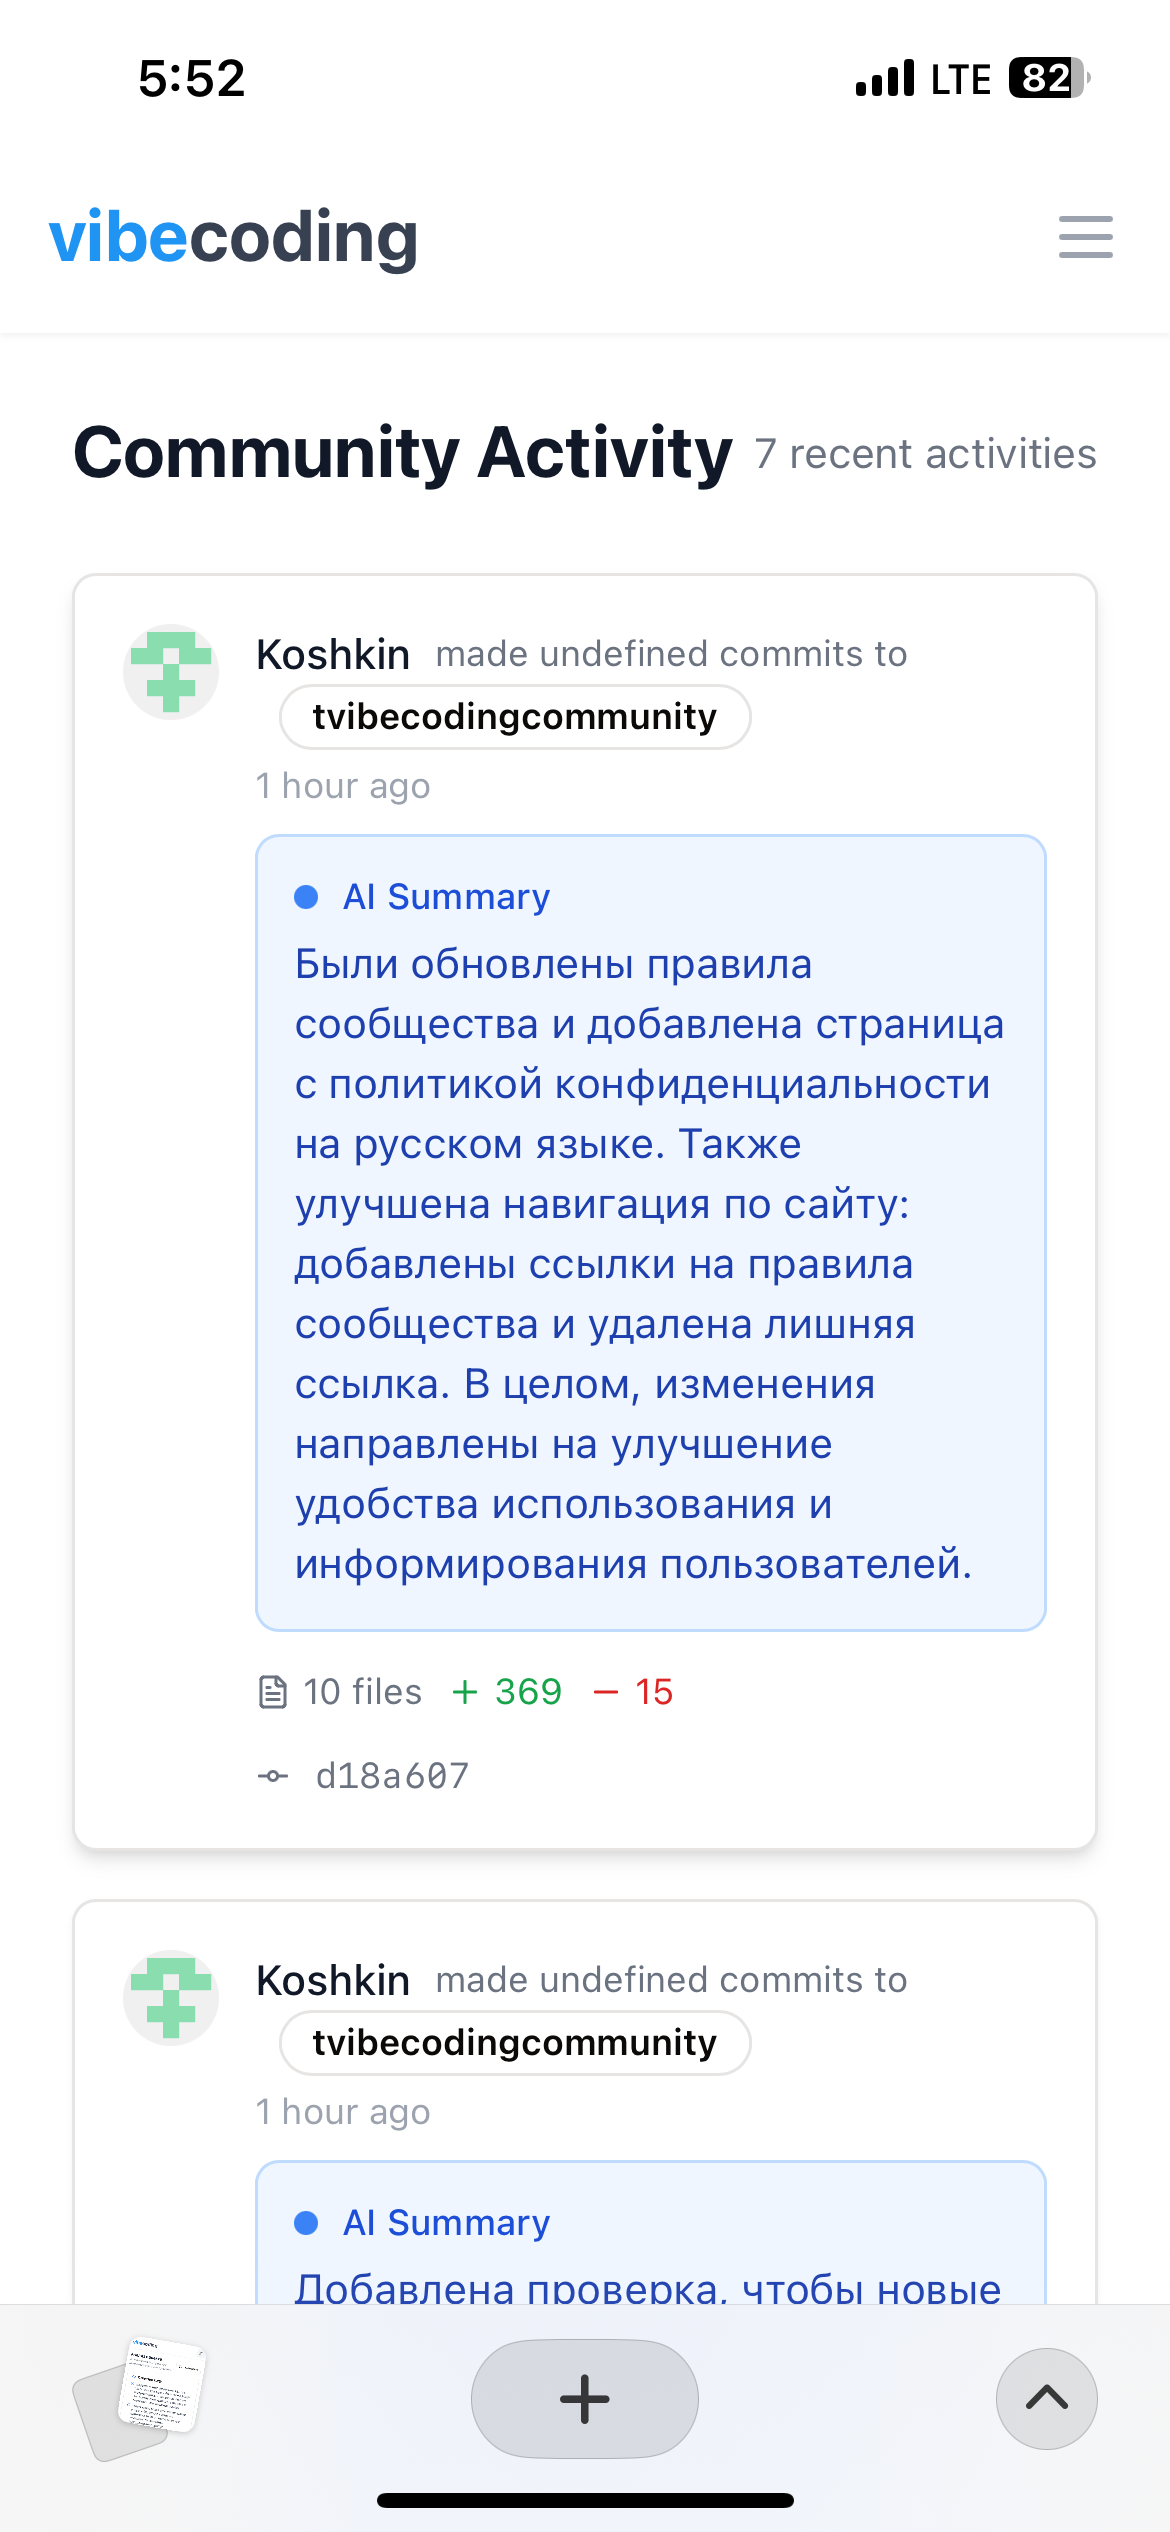 5:52
LTE 82
vibecoding
Community Activity 7 recent activities
Koshkin made undefined commits to
tvibecodingcommunity
1 hour ago
AI Summary
Были обновлены правила
сообщества и добавлена страница
с политикой конфиденциальности
на русском языке. Также
улучшена навигация по сайту:
добавлены ссылки на правила
сообщества и удалена лишняя
ссылка. В целом, изменения
направлены на улучшение
удобства использования и
информирования пользователей.
10 files + 369 − 15
d18a607
Koshkin made undefined commits to
tvibecodingcommunity
1 hour ago
AI Summary
Добавлена проверка, чтобы новые